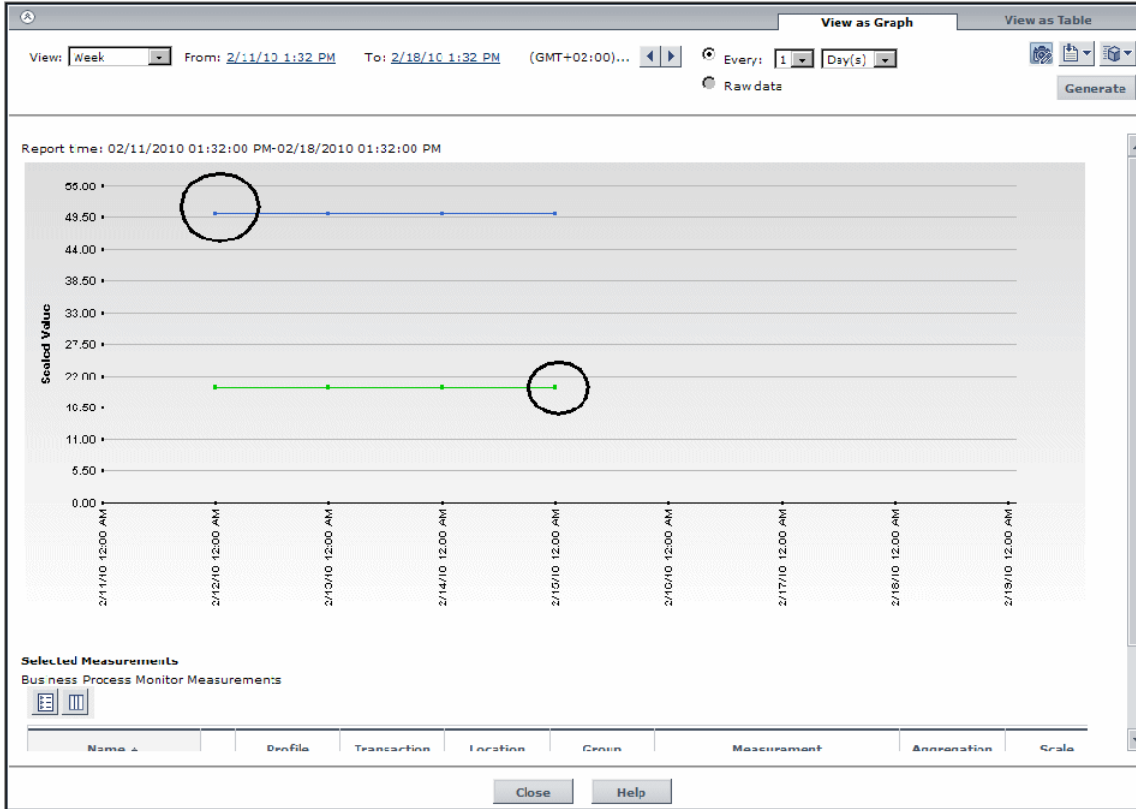 View as Graph View as Table
View: Week From: 2/11/10 1:32 PM To: 2/18/10 1:32 PM (GMT+02:00)... Every: 1 Day(s)
Raw data
Generate
Report time: 02/11/2010 01:32:00 PM-02/18/2010 01:32:00 PM
Scaled Value
55.00
49.50
44.00
38.50
33.00
27.50
22.00
16.50
11.00
5.50
0.00
2/11/10 12:00 AM
2/12/10 12:00 AM
2/13/10 12:00 AM
2/14/10 12:00 AM
2/15/10 12:00 AM
2/16/10 12:00 AM
2/17/10 12:00 AM
2/18/10 12:00 AM
2/19/10 12:00 AM
Selected Measurements
Business Process Monitor Measurements
Name Profile Transaction Location Group Measurement Aggregation Scale
Close Help